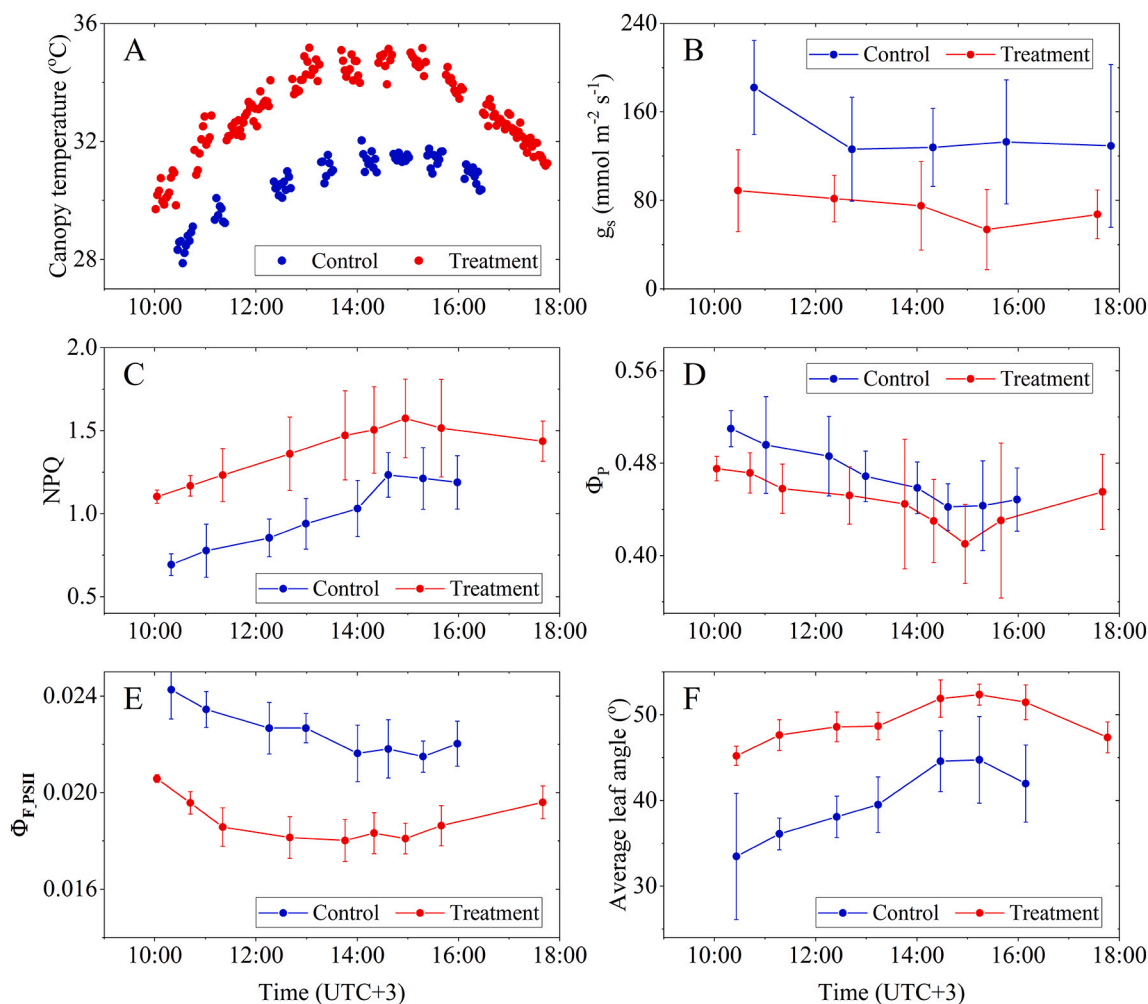 A
Canopy temperature (°C)
36
32
28
Control
Treatment
10:00
12:00
14:00
16:00
18:00
B
gs (mmol m-2 s-1)
240
160
80
0
Control
Treatment
10:00
12:00
14:00
16:00
18:00
C
NPQ
2.0
1.5
1.0
0.5
Control
Treatment
10:00
12:00
14:00
16:00
18:00
D
ΦP
0.56
0.48
0.40
Control
Treatment
10:00
12:00
14:00
16:00
18:00
E
ΦF_PSII
0.024
0.020
0.016
Control
Treatment
10:00
12:00
14:00
16:00
18:00
Time (UTC+3)
F
Average leaf angle (°)
50
40
30
Control
Treatment
10:00
12:00
14:00
16:00
18:00
Time (UTC+3)